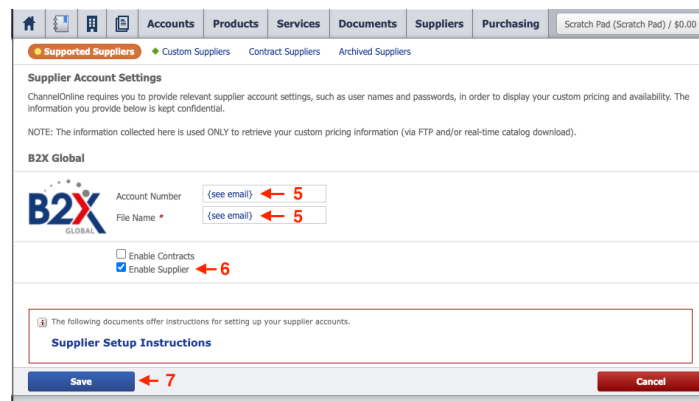 Accounts Products Services Documents Suppliers Purchasing Scratch Pad (Scratch Pad) / $0.00
Supported Suppliers Custom Suppliers Contract Suppliers Archived Suppliers
Supplier Account Settings
ChannelOnline requires you to provide relevant supplier account settings, such as user names and passwords, in order to display your custom pricing and availability. The
information you provide below is kept confidential.
NOTE: The information collected here is used ONLY to retrieve your custom pricing information (via FTP and/or real-time catalog download).
B2X Global
B2X
GLOBAL
Account Number {see email} 5
File Name * {see email} 5
Enable Contracts
Enable Supplier 6
The following documents offer instructions for setting up your supplier accounts.
Supplier Setup Instructions
Save 7 Cancel